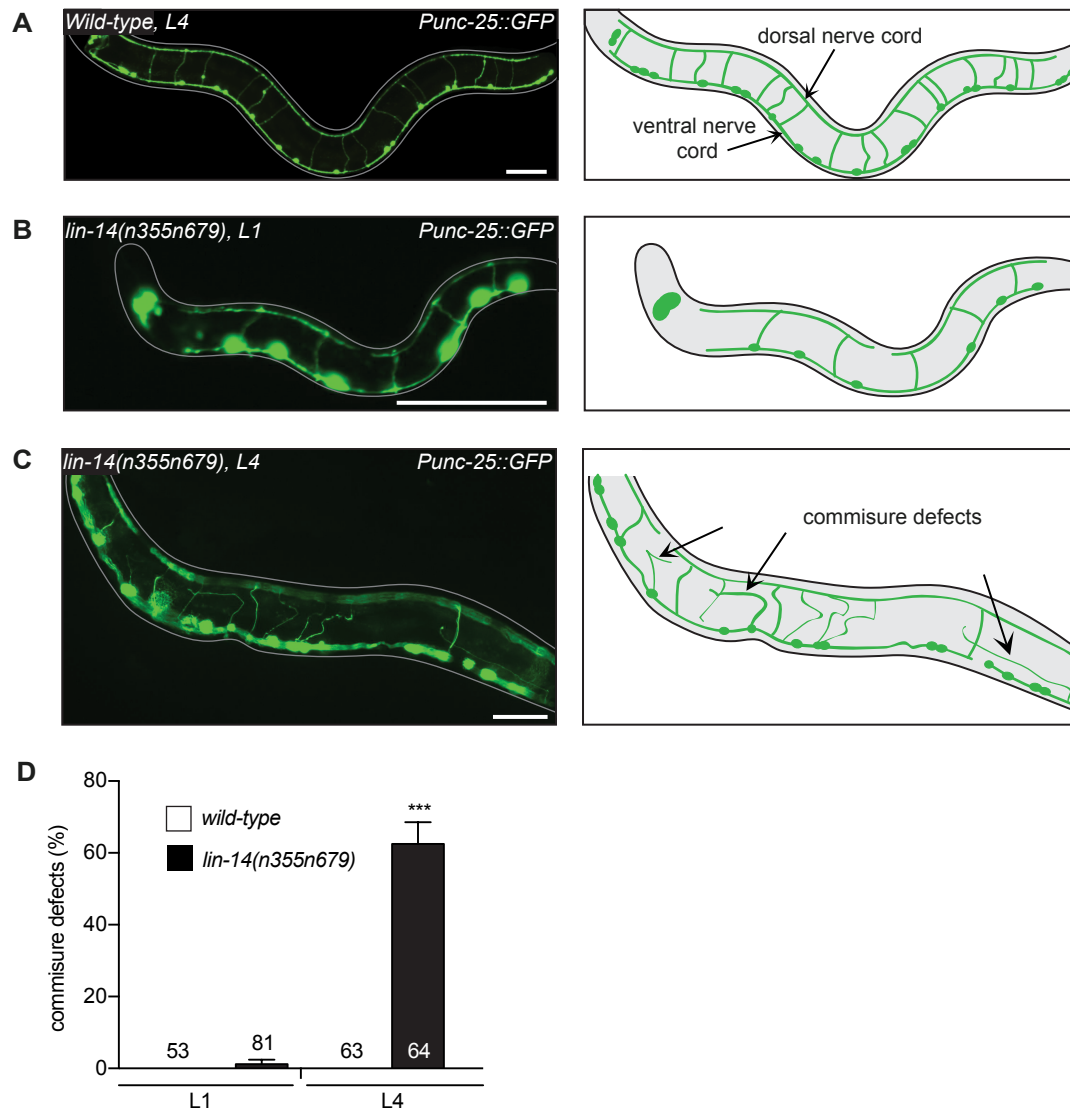 A
Wild-type, L4
Punc-25::GFP
dorsal nerve cord
ventral nerve
cord
B
lin-14(n355n679), L1
Punc-25::GFP
C
lin-14(n355n679), L4
Punc-25::GFP
commisure defects
D
commisure defects (%)
80
60
40
20
0
wild-type
lin-14(n355n679)
***
53
81
63
64
L1
L4